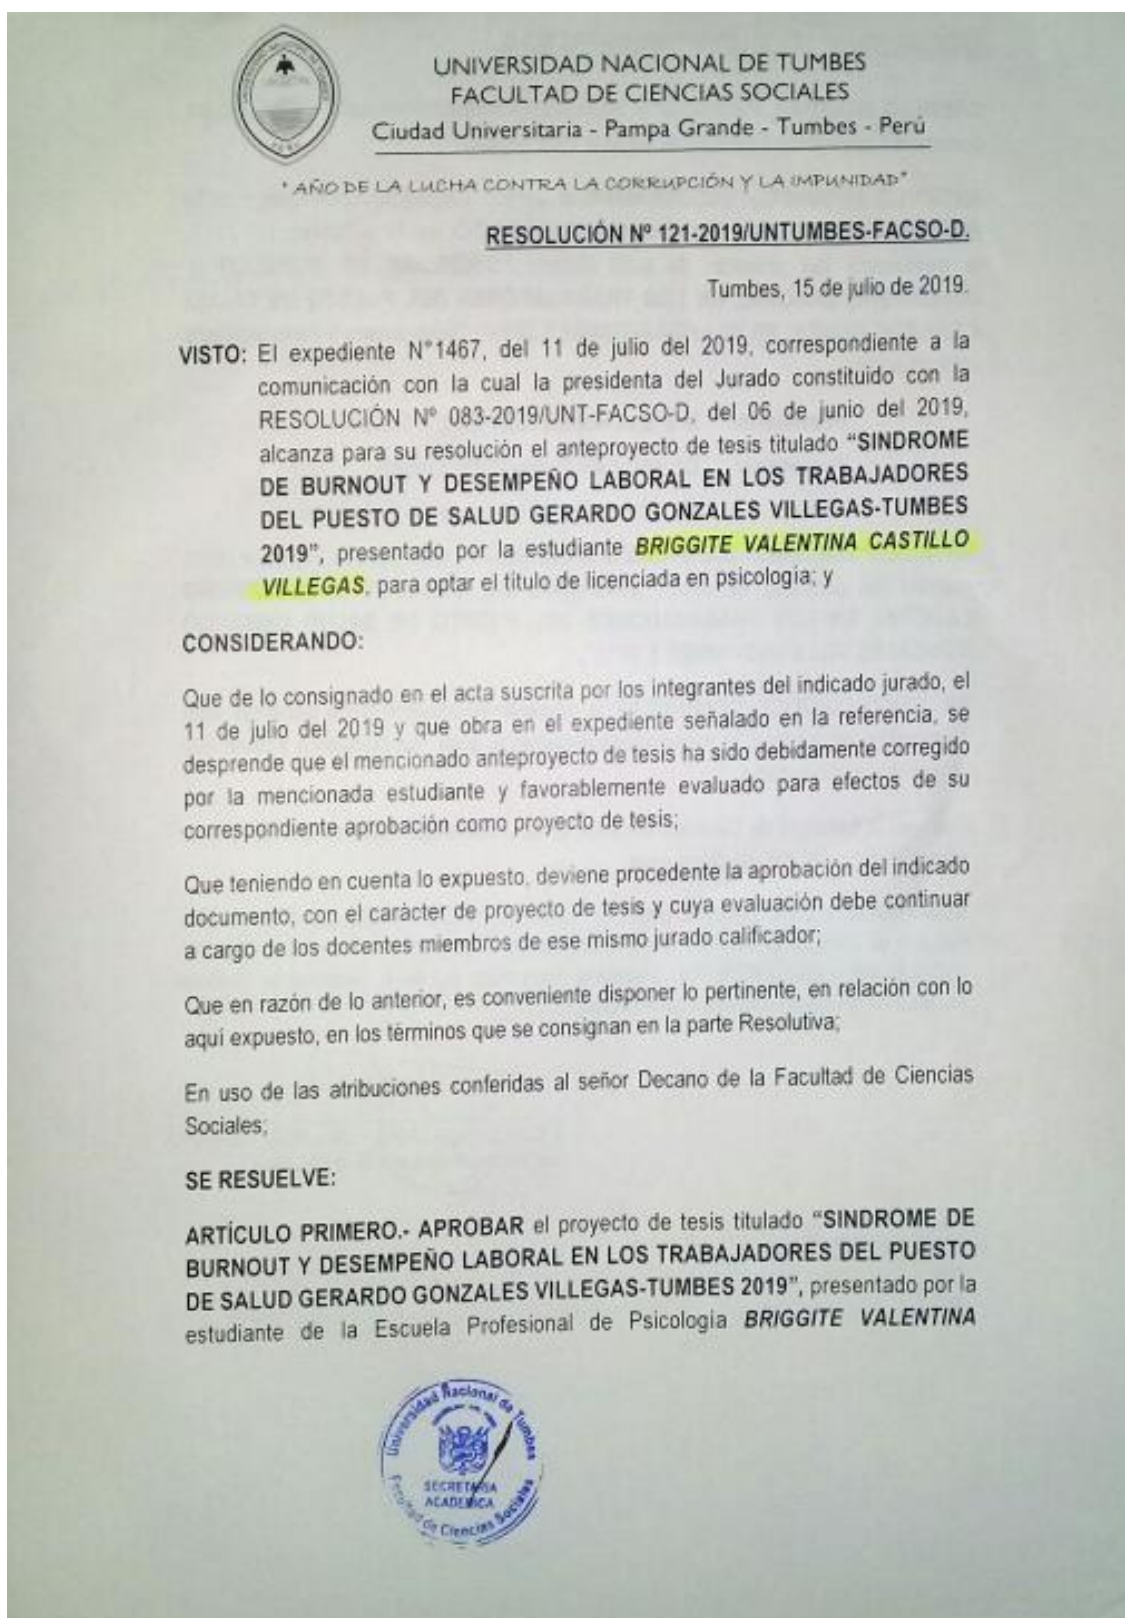 UNIVERSIDAD NACIONAL DE TUMBES
FACULTAD DE CIENCIAS SOCIALES
Ciudad Universitaria - Pampa Grande - Tumbes - Perú
" AÑO DE LA LUCHA CONTRA LA CORRUPCIÓN Y LA IMPUNIDAD"
RESOLUCIÓN Nº 121-2019/UNTUMBES-FACSO-D.
Tumbes, 15 de julio de 2019.
VISTO: El expediente N°1467, del 11 de julio del 2019, correspondiente a la
comunicación con la cual la presidenta del Jurado constituido con la
RESOLUCIÓN Nº 083-2019/UNT-FACSO-D, del 06 de junio del 2019,
alcanza para su resolución el anteproyecto de tesis titulado “SINDROME
DE BURNOUT Y DESEMPEÑO LABORAL EN LOS TRABAJADORES
DEL PUESTO DE SALUD GERARDO GONZALES VILLEGAS-TUMBES
2019”, presentado por la estudiante BRIGGITE VALENTINA CASTILLO
VILLEGAS, para optar el título de licenciada en psicología; y
CONSIDERANDO:
Que de lo consignado en el acta suscrita por los integrantes del indicado jurado, el
11 de julio del 2019 y que obra en el expediente señalado en la referencia, se
desprende que el mencionado anteproyecto de tesis ha sido debidamente corregido
por la mencionada estudiante y favorablemente evaluado para efectos de su
correspondiente aprobación como proyecto de tesis;
Que teniendo en cuenta lo expuesto, deviene procedente la aprobación del indicado
documento, con el carácter de proyecto de tesis y cuya evaluación debe continuar
a cargo de los docentes miembros de ese mismo jurado calificador;
Que en razón de lo anterior, es conveniente disponer lo pertinente, en relación con lo
aquí expuesto, en los términos que se consignan en la parte Resolutiva;
En uso de las atribuciones conferidas al señor Decano de la Facultad de Ciencias
Sociales;
SE RESUELVE:
ARTÍCULO PRIMERO.- APROBAR el proyecto de tesis titulado “SINDROME DE
BURNOUT Y DESEMPEÑO LABORAL EN LOS TRABAJADORES DEL PUESTO
DE SALUD GERARDO GONZALES VILLEGAS-TUMBES 2019”, presentado por la
estudiante de la Escuela Profesional de Psicología BRIGGITE VALENTINA
Universidad Nacional de Tumbes
SECRETARIA
ACADEMICA
Facultad de Ciencias Sociales